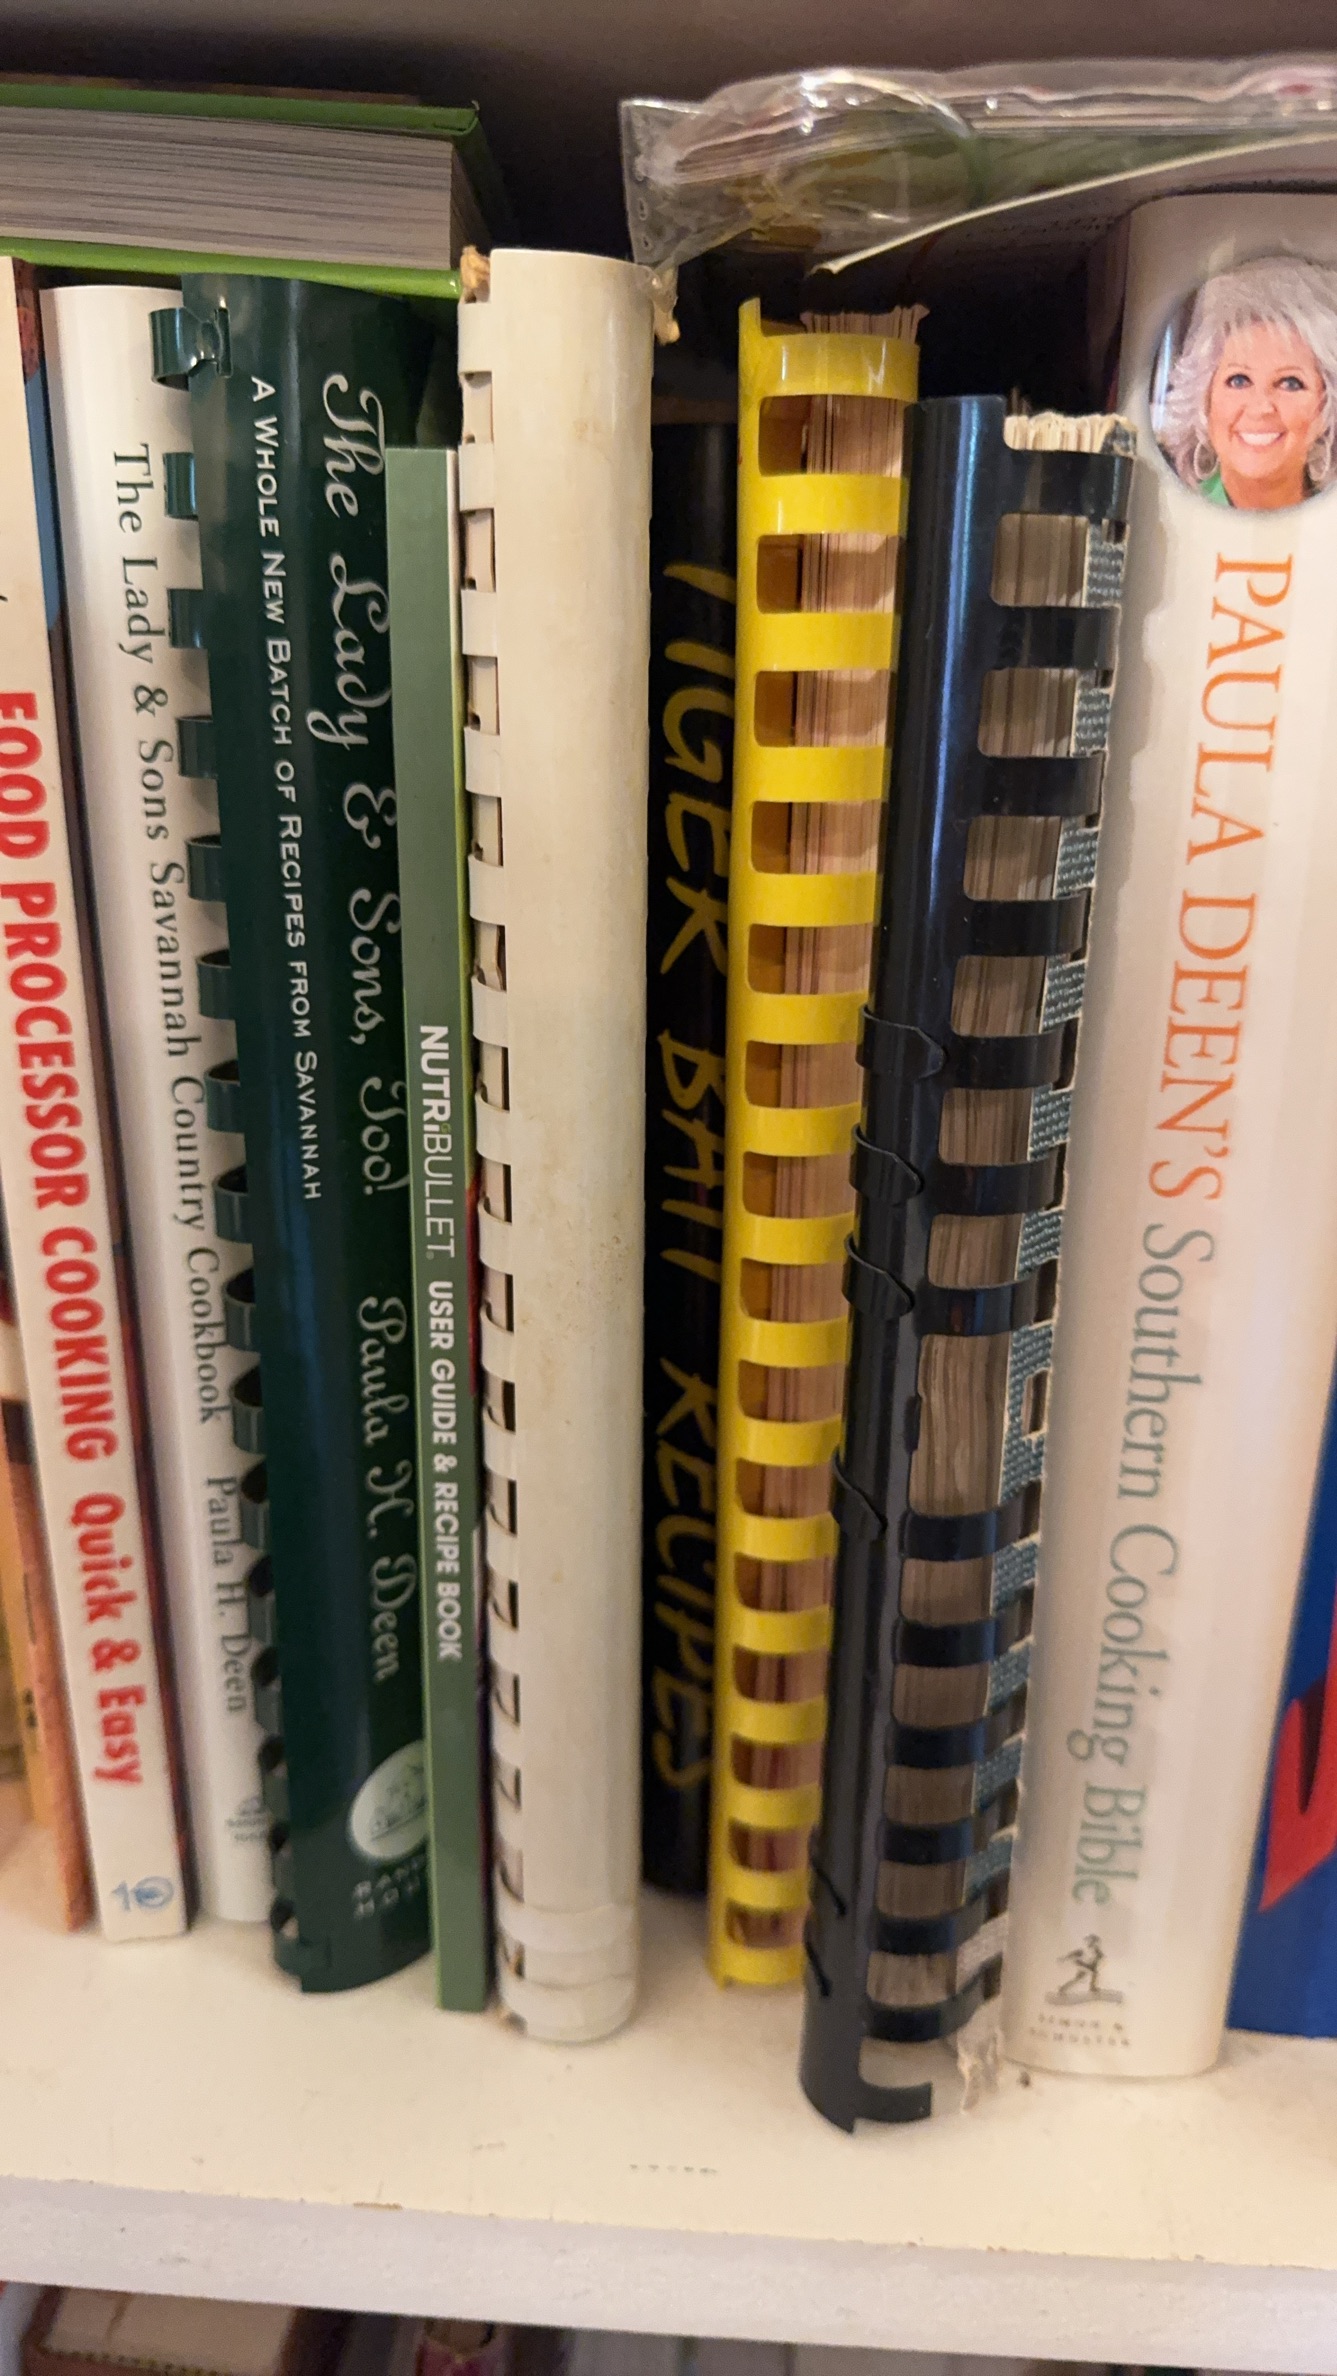 FOOD PROCESSOR COOKING Quick & Easy
The Lady & Sons Savannah Country Cookbook Paula H. Deen
The Lady & Sons, Too! Paula H. Deen
A WHOLE NEW BATCH OF RECIPES FROM SAVANNAH
NUTRiBULLET. USER GUIDE & RECIPE BOOK
TIGER BAIT RECIPES
PAULA DEEN'S Southern Cooking Bible
SIMON &
SCHUSTER